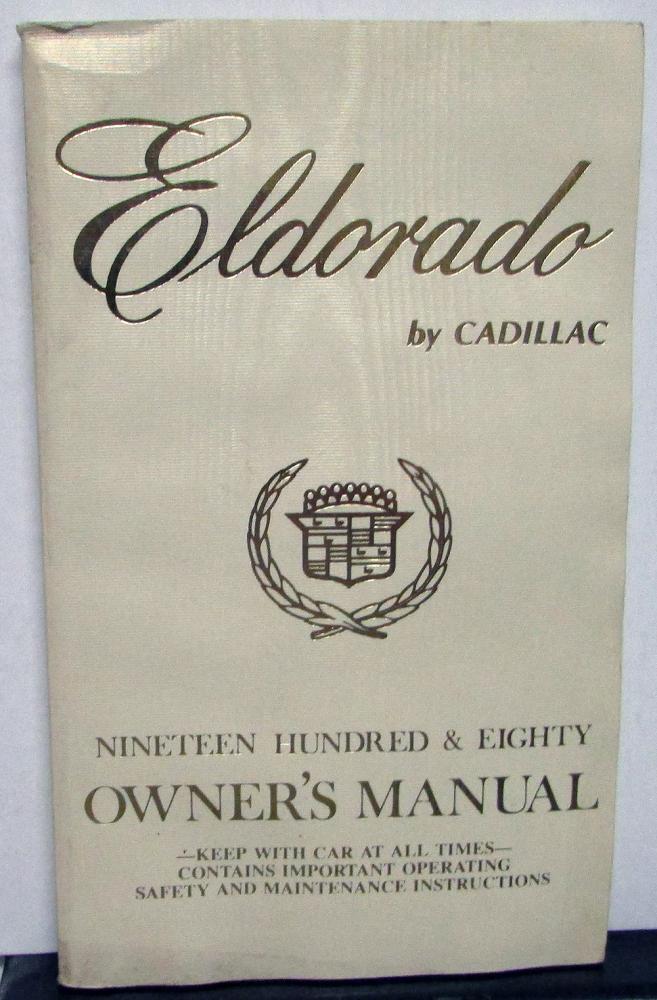 Eldorado
by CADILLAC
NINETEEN HUNDRED & EIGHTY
OWNER'S MANUAL
—KEEP WITH CAR AT ALL TIMES—
CONTAINS IMPORTANT OPERATING
SAFETY AND MAINTENANCE INSTRUCTIONS